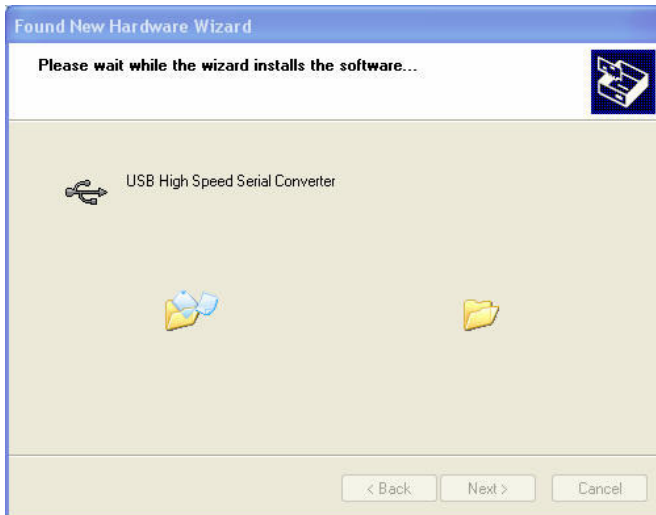 Found New Hardware Wizard
Please wait while the wizard installs the software...
USB High Speed Serial Converter
< Back Next > Cancel